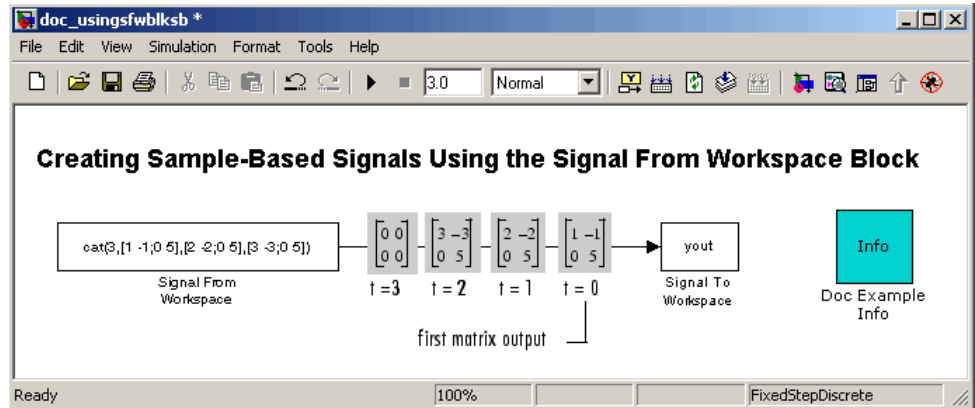 doc_usingsfwblksb *
File Edit View Simulation Format Tools Help
3.0 Normal
Creating Sample-Based Signals Using the Signal From Workspace Block
cat(3,[1 -1;0 5],[2 -2;0 5],[3 -3;0 5])
Signal From
Workspace
0 0
0 0
t =3
3 −3
0 5
t = 2
2 −2
0 5
t = 1
1 −1
0 5
t = 0
first matrix output
yout
Signal To
Workspace
Info
Doc Example
Info
Ready 100% FixedStepDiscrete